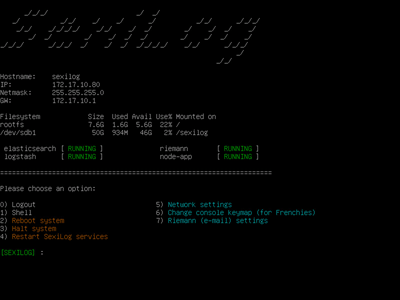 SexiLog
Hostname: sexilog
IP: 172.17.10.80
Netmask: 255.255.255.0
GW: 172.17.10.1
Filesystem Size Used Avail Use% Mounted on
rootfs 7.6G 1.6G 5.6G 22% /
/dev/sdb1 50G 934M 46G 2% /sexilog
elasticsearch [ RUNNING ] riemann [ RUNNING ]
logstash [ RUNNING ] node-app [ RUNNING ]
Please choose an option:
0) Logout 5) Network settings
1) Shell 6) Change console keymap (for Frenchies)
2) Reboot system 7) Riemann (e-mail) settings
3) Halt system
4) Restart SexiLog services
[SEXILOG] :